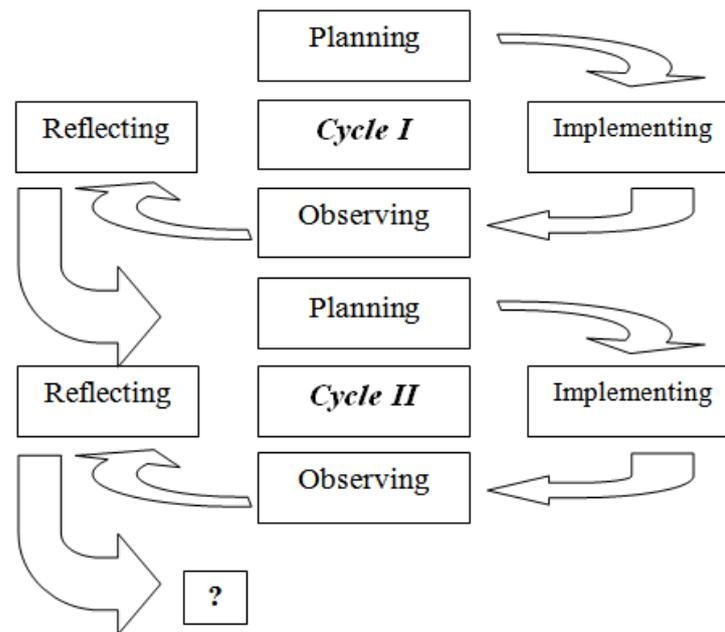 Planning
Reflecting
Cycle I
Implementing
Observing
Planning
Reflecting
Cycle II
Implementing
Observing
?